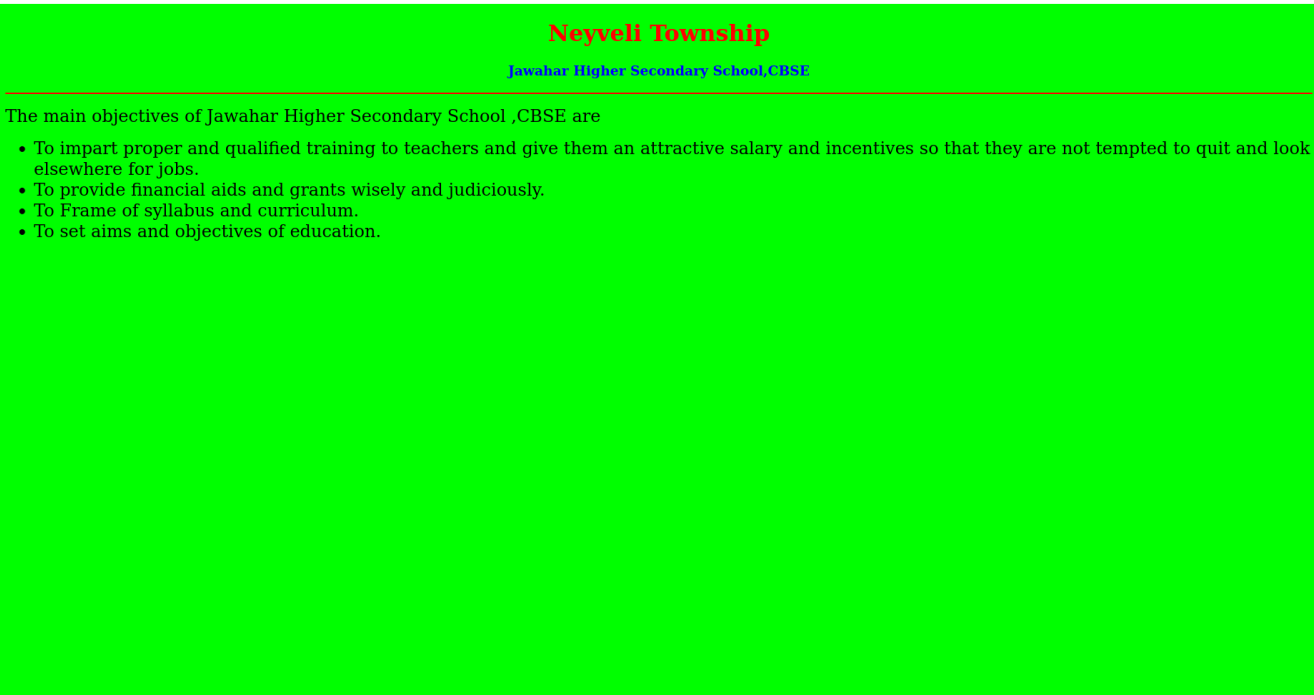 Neyveli Township
Jawahar Higher Secondary School,CBSE
The main objectives of Jawahar Higher Secondary School ,CBSE are
• To impart proper and qualified training to teachers and give them an attractive salary and incentives so that they are not tempted to quit and look
elsewhere for jobs.
• To provide financial aids and grants wisely and judiciously.
• To Frame of syllabus and curriculum.
• To set aims and objectives of education.